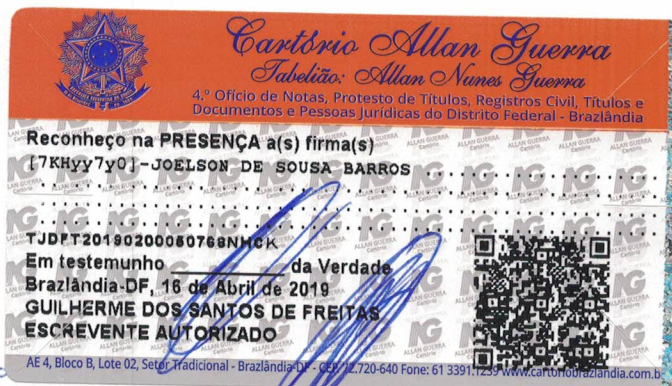 Cartório Allan Guerra
Tabelião: Allan Nunes Guerra
4.º Ofício de Notas, Protesto de Títulos, Registros Civil, Títulos e
Documentos e Pessoas Jurídicas do Distrito Federal - Brazlândia
Reconheço na PRESENÇA a(s) firma(s)
[7KHyy7y0]-JOELSON DE SOUSA BARROS
TJDFT20190200050768NHCK
Em testemunho ____________ da Verdade
Brazlândia-DF, 16 de Abril de 2019
GUILHERME DOS SANTOS DE FREITAS
ESCREVENTE AUTORIZADO
AE 4, Bloco B, Lote 02, Setor Tradicional - Brazlândia-DF - CEP 72.720-640 Fone: 61 3391.1239 www.cartoriobrazlandia.com.b